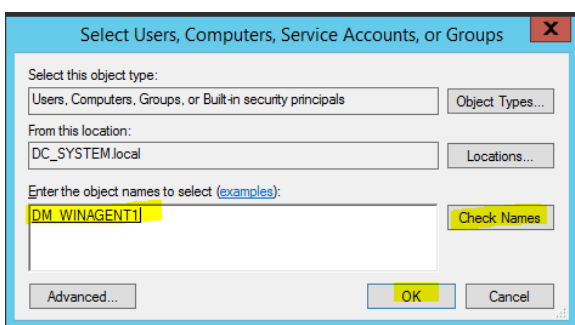 Select Users, Computers, Service Accounts, or Groups
X
Select this object type:
Users, Computers, Groups, or Built-in security principals
Object Types...
From this location:
DC_SYSTEM.local
Locations...
Enter the object names to select (examples):
DM_WINAGENT1
Check Names
Advanced...
OK
Cancel